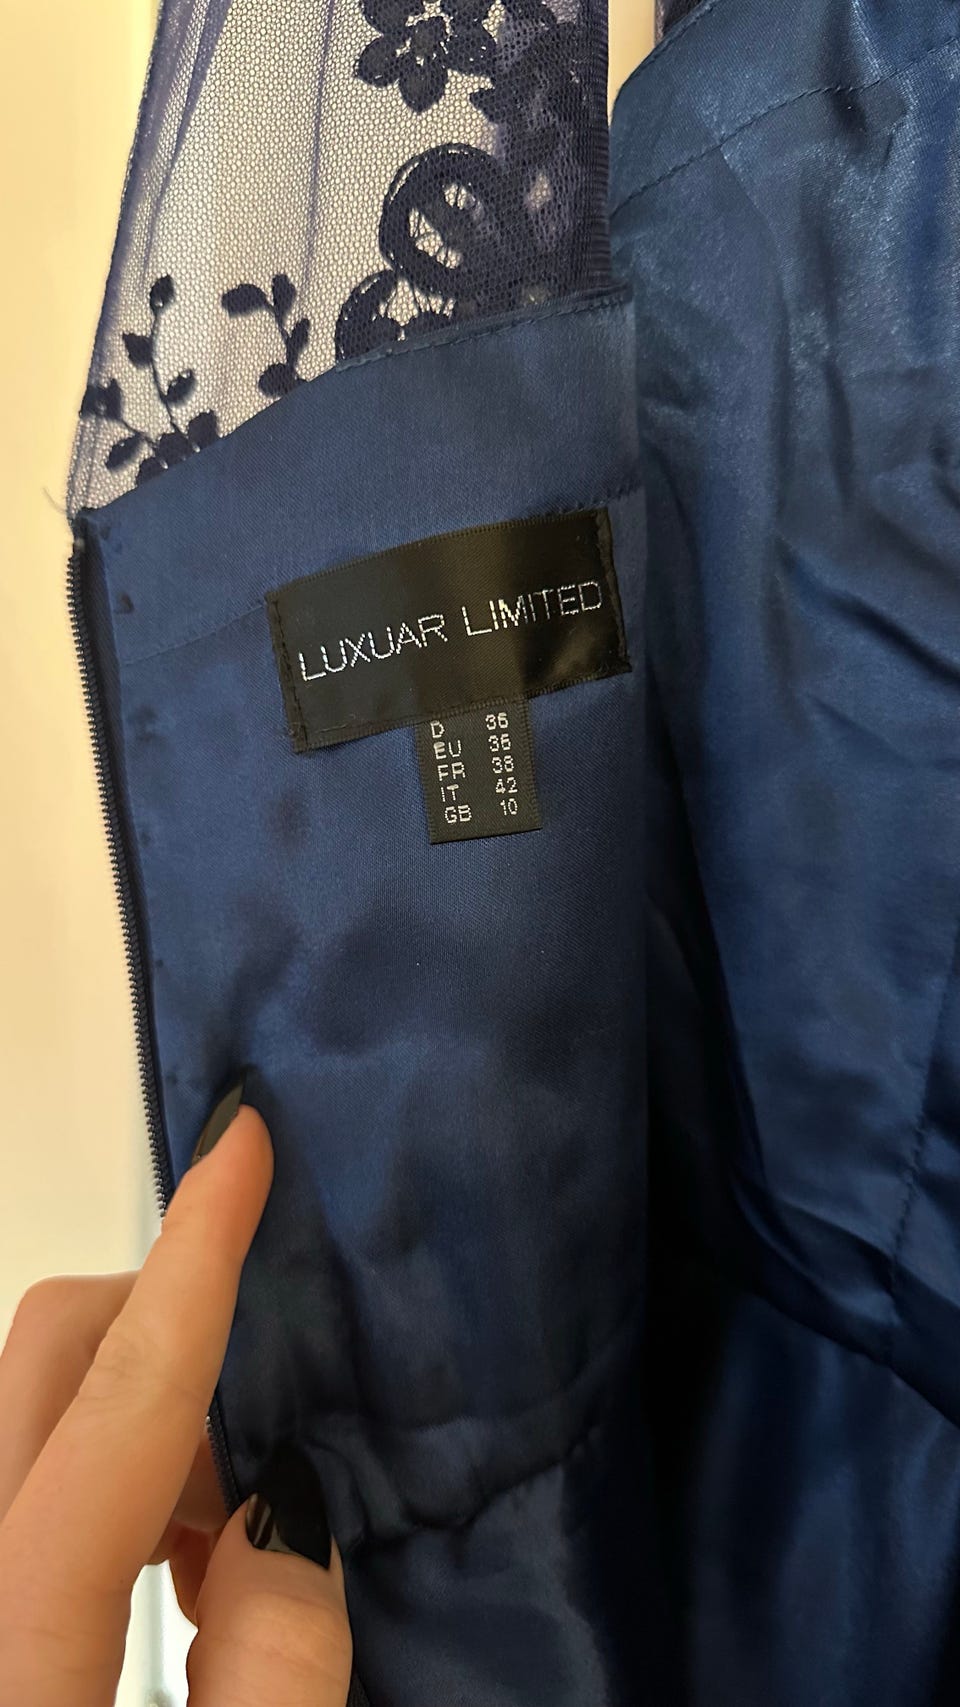 LUXUAR LIMITED
D 36
EU 36
FR 38
IT 42
GB 10